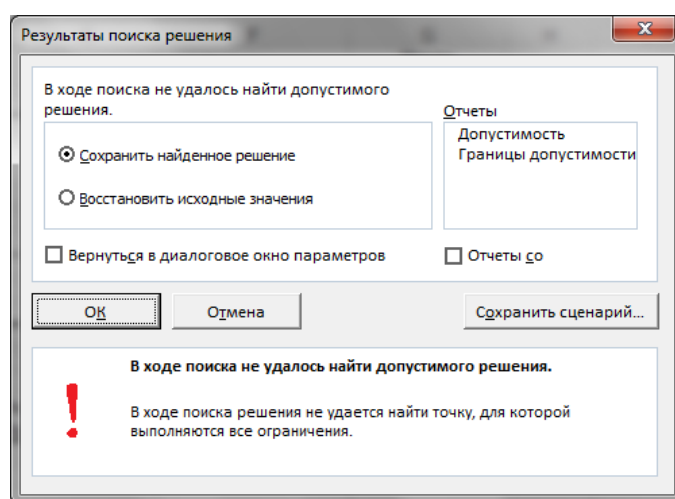 Результаты поиска решения
В ходе поиска не удалось найти допустимого
решения.
Отчеты
Сохранить найденное решение
Восстановить исходные значения
Допустимость
Границы допустимости
Вернуться в диалоговое окно параметров
Отчеты со
ОК
Отмена
Сохранить сценарий...
В ходе поиска не удалось найти допустимого решения.
В ходе поиска решения не удается найти точку, для которой
выполняются все ограничения.